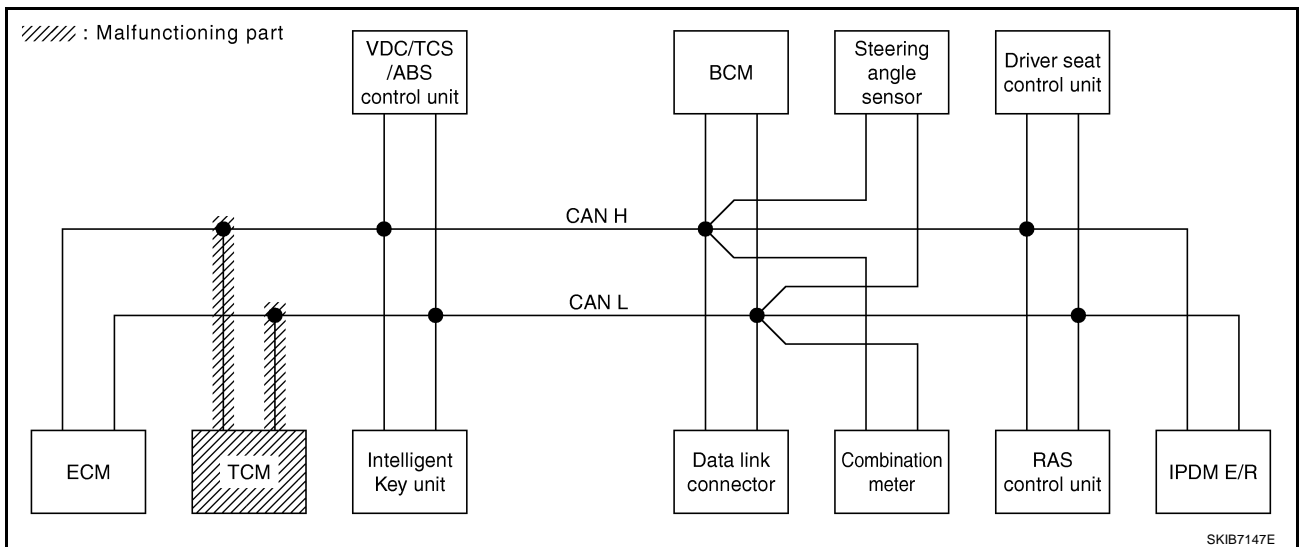 : Malfunctioning part
VDC/TCS
/ABS
control unit
BCM
Steering
angle
sensor
Driver seat
control unit
CAN H
CAN L
ECM
TCM
Intelligent
Key unit
Data link
connector
Combination
meter
RAS
control unit
IPDM E/R
SKIB7147E